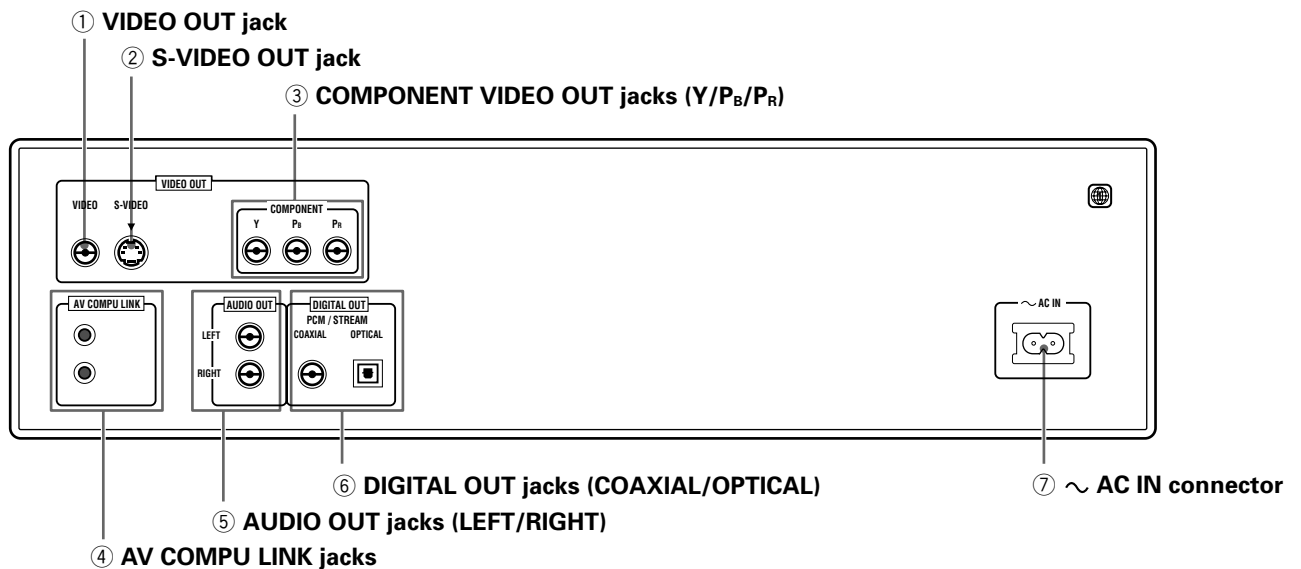 ① VIDEO OUT jack
② S-VIDEO OUT jack
③ COMPONENT VIDEO OUT jacks (Y/PB/PR)
VIDEO OUT
VIDEO S-VIDEO
COMPONENT
Y PB PR
AV COMPU LINK
AUDIO OUT
LEFT
RIGHT
DIGITAL OUT
PCM / STREAM
COAXIAL OPTICAL
∼ AC IN
⑥ DIGITAL OUT jacks (COAXIAL/OPTICAL)
⑦ ∼ AC IN connector
⑤ AUDIO OUT jacks (LEFT/RIGHT)
④ AV COMPU LINK jacks